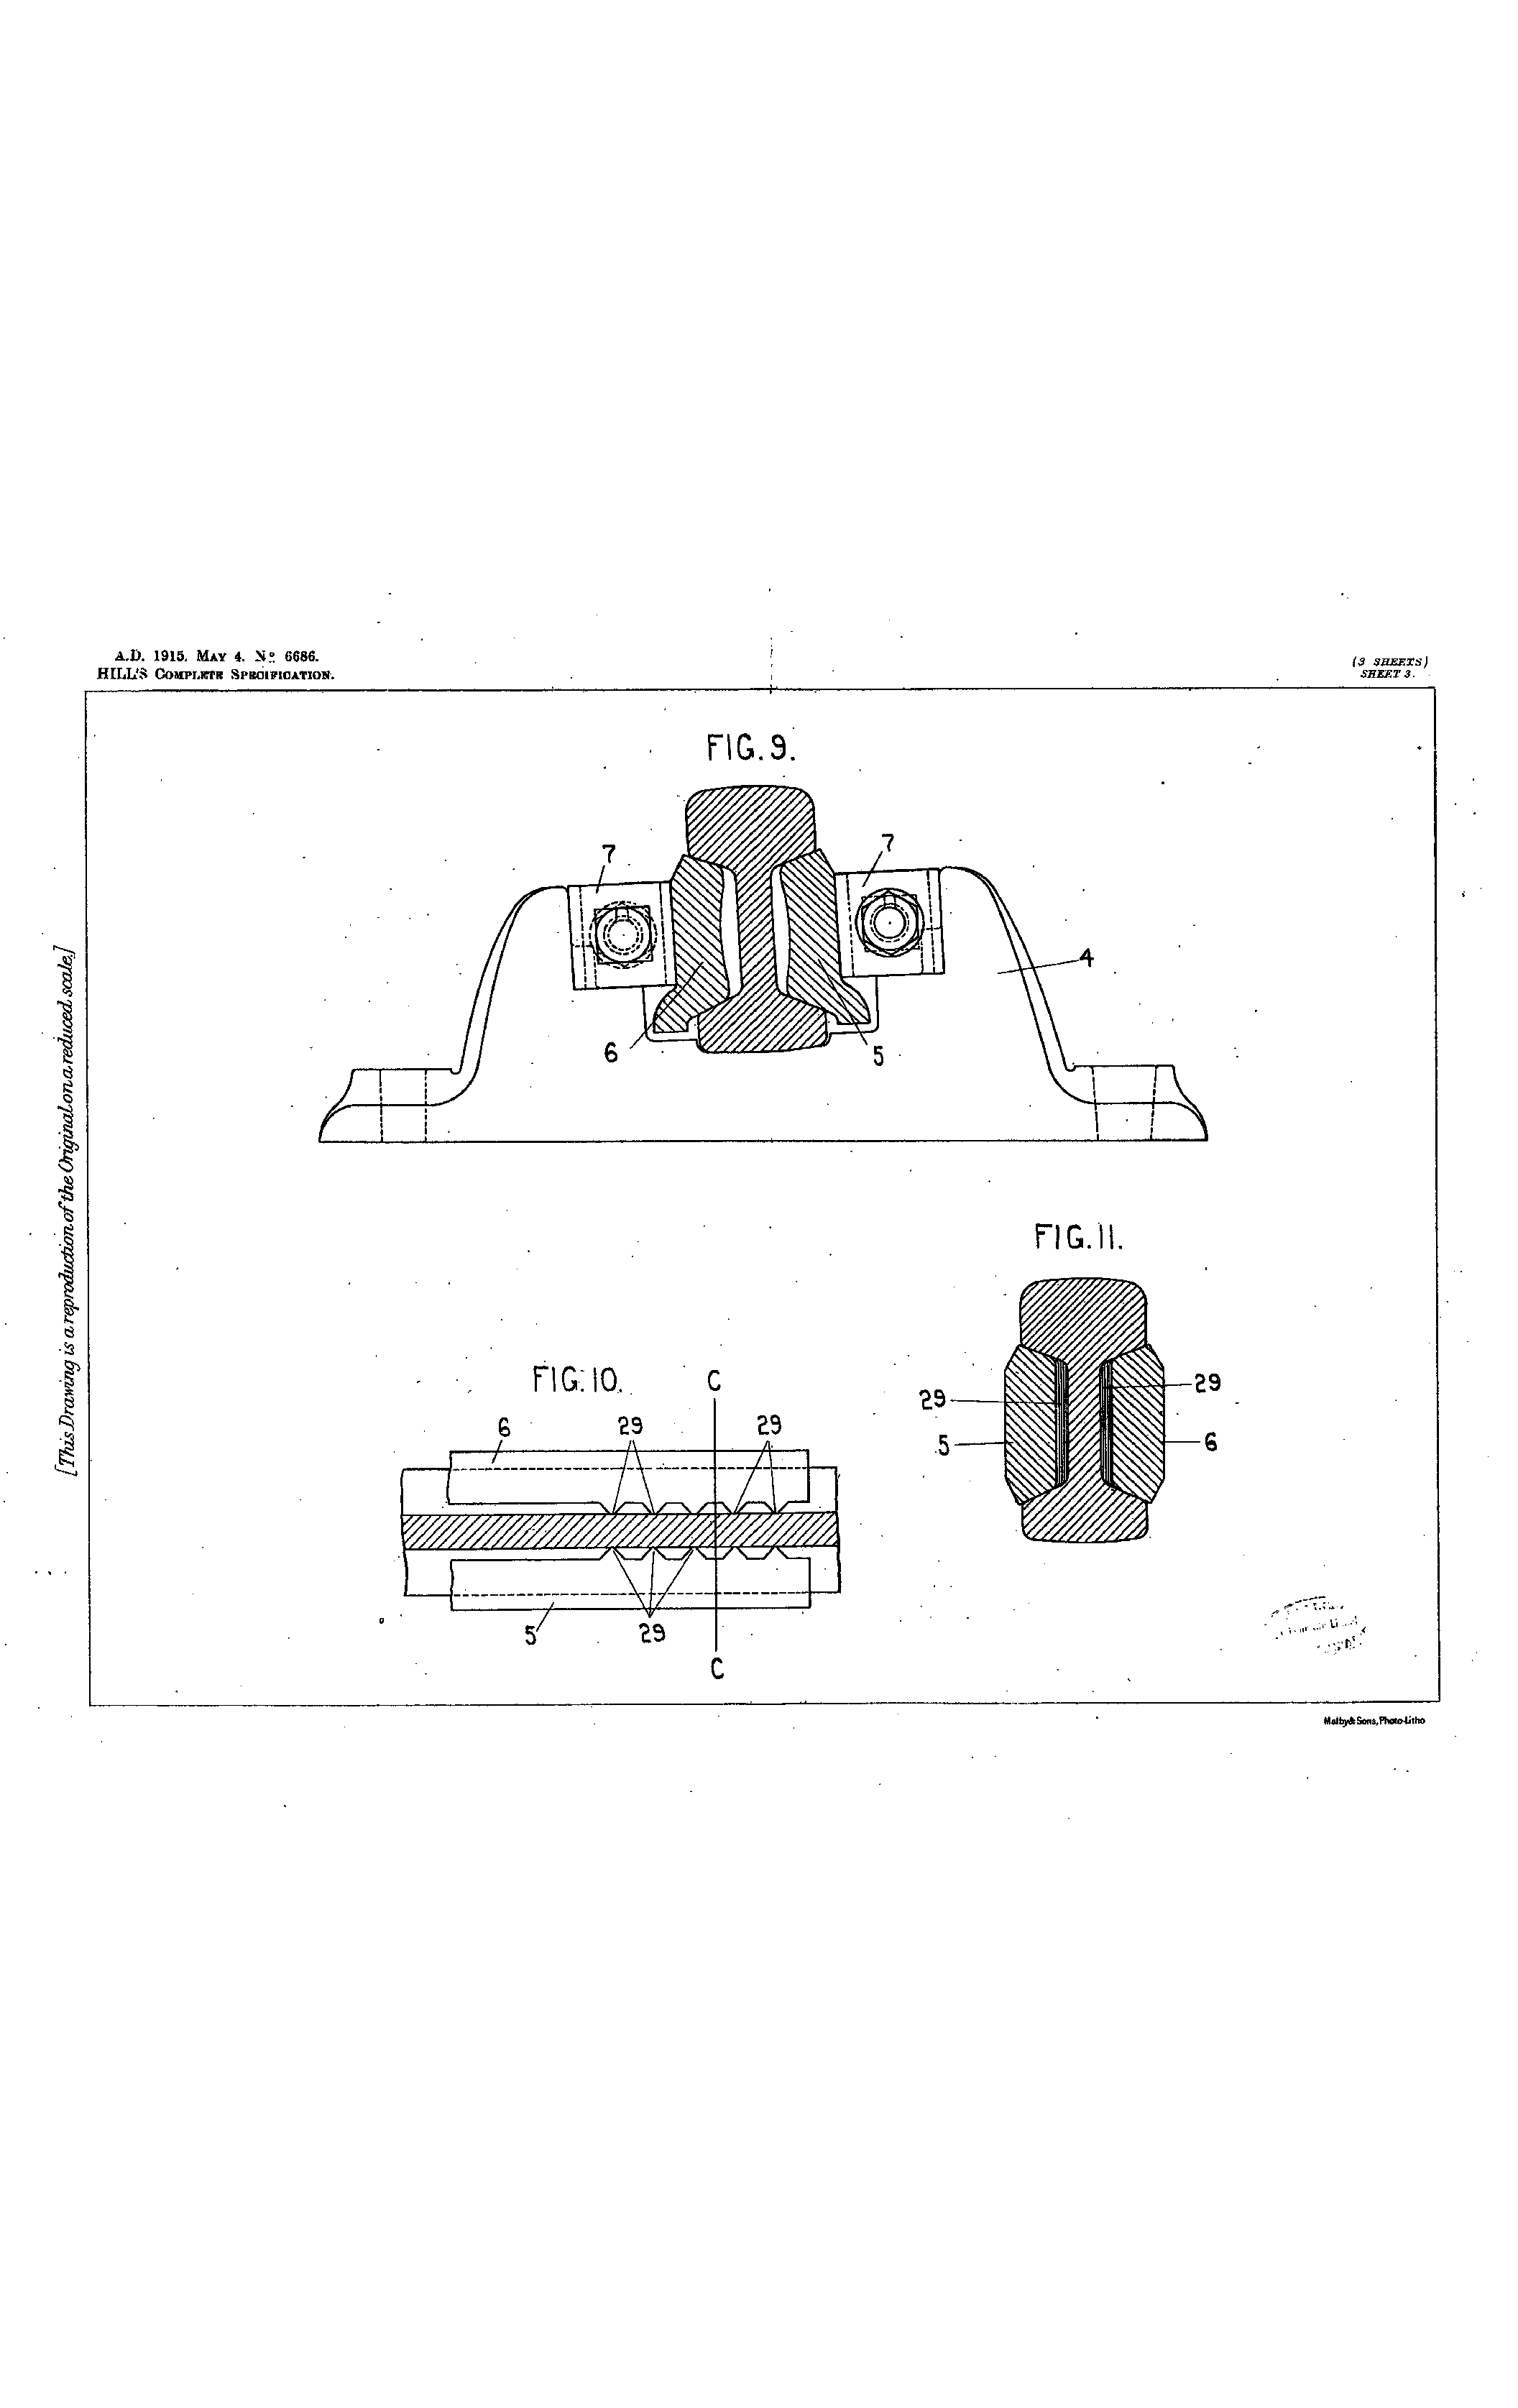 A.D. 1915. MAY 4. No 6686.
HILL'S COMPLETE SPECIFICATION.
(3 SHEETS)
SHEET 3.
[This Drawing is a reproduction of the Original on a reduced scale.]
FIG. 9.
7
7
4
6
5
FIG. 11.
29
29
5
6
FIG. 10.
C
6
29
29
5
29
C
Malby & Sons, Photo-Litho